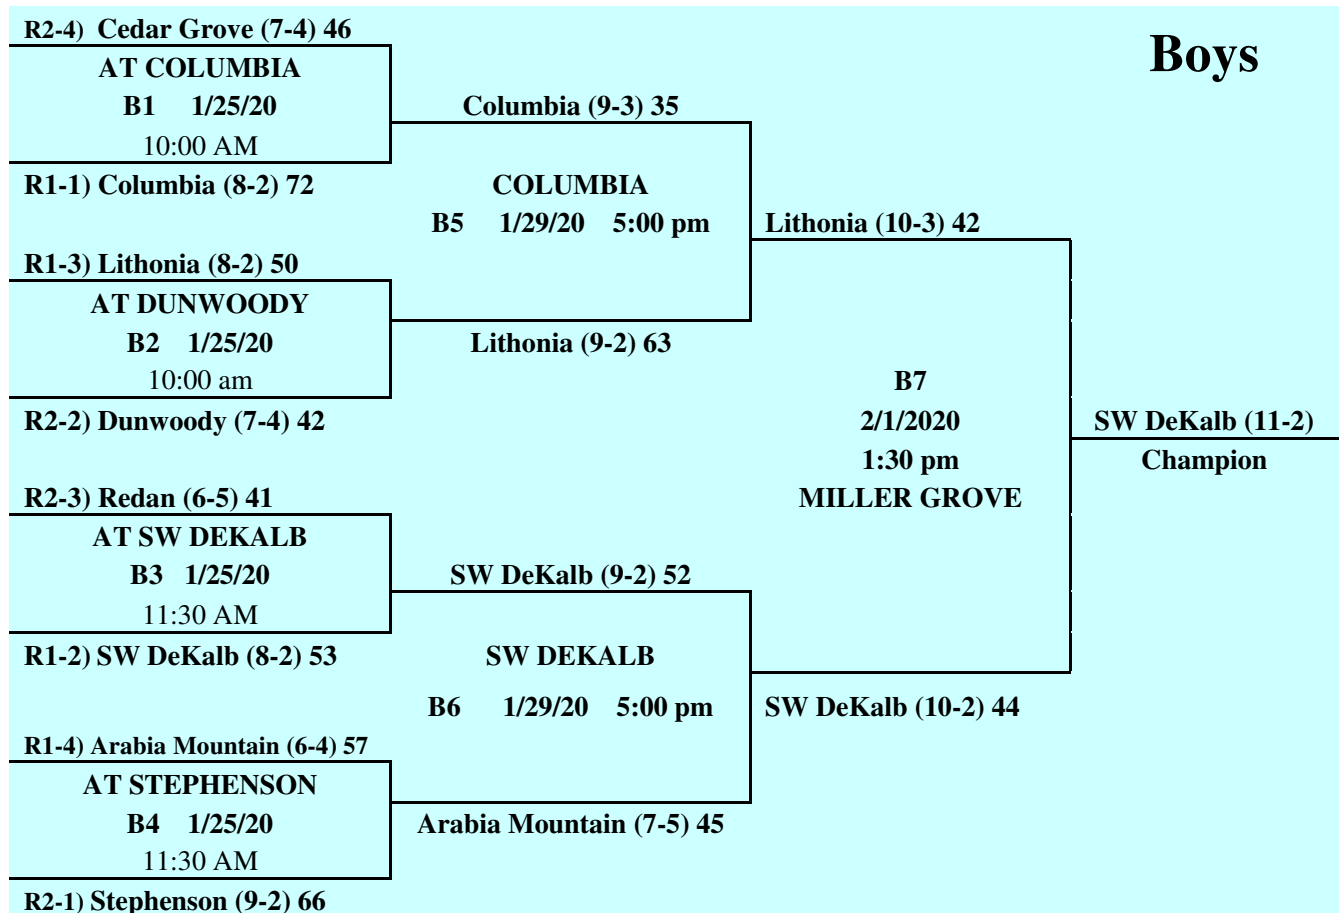 R2-4) Cedar Grove (7-4) 46
Boys
AT COLUMBIA
B1 1/25/20
Columbia (9-3) 35
10:00 AM
R1-1) Columbia (8-2) 72
COLUMBIA
B5 1/29/20 5:00 pm
Lithonia (10-3) 42
R1-3) Lithonia (8-2) 50
AT DUNWOODY
B2 1/25/20
Lithonia (9-2) 63
10:00 am
B7
R2-2) Dunwoody (7-4) 42
2/1/2020
SW DeKalb (11-2)
1:30 pm
Champion
R2-3) Redan (6-5) 41
MILLER GROVE
AT SW DEKALB
B3 1/25/20
SW DeKalb (9-2) 52
11:30 AM
R1-2) SW DeKalb (8-2) 53
SW DEKALB
B6 1/29/20 5:00 pm
SW DeKalb (10-2) 44
R1-4) Arabia Mountain (6-4) 57
AT STEPHENSON
B4 1/25/20
Arabia Mountain (7-5) 45
11:30 AM
R2-1) Stephenson (9-2) 66